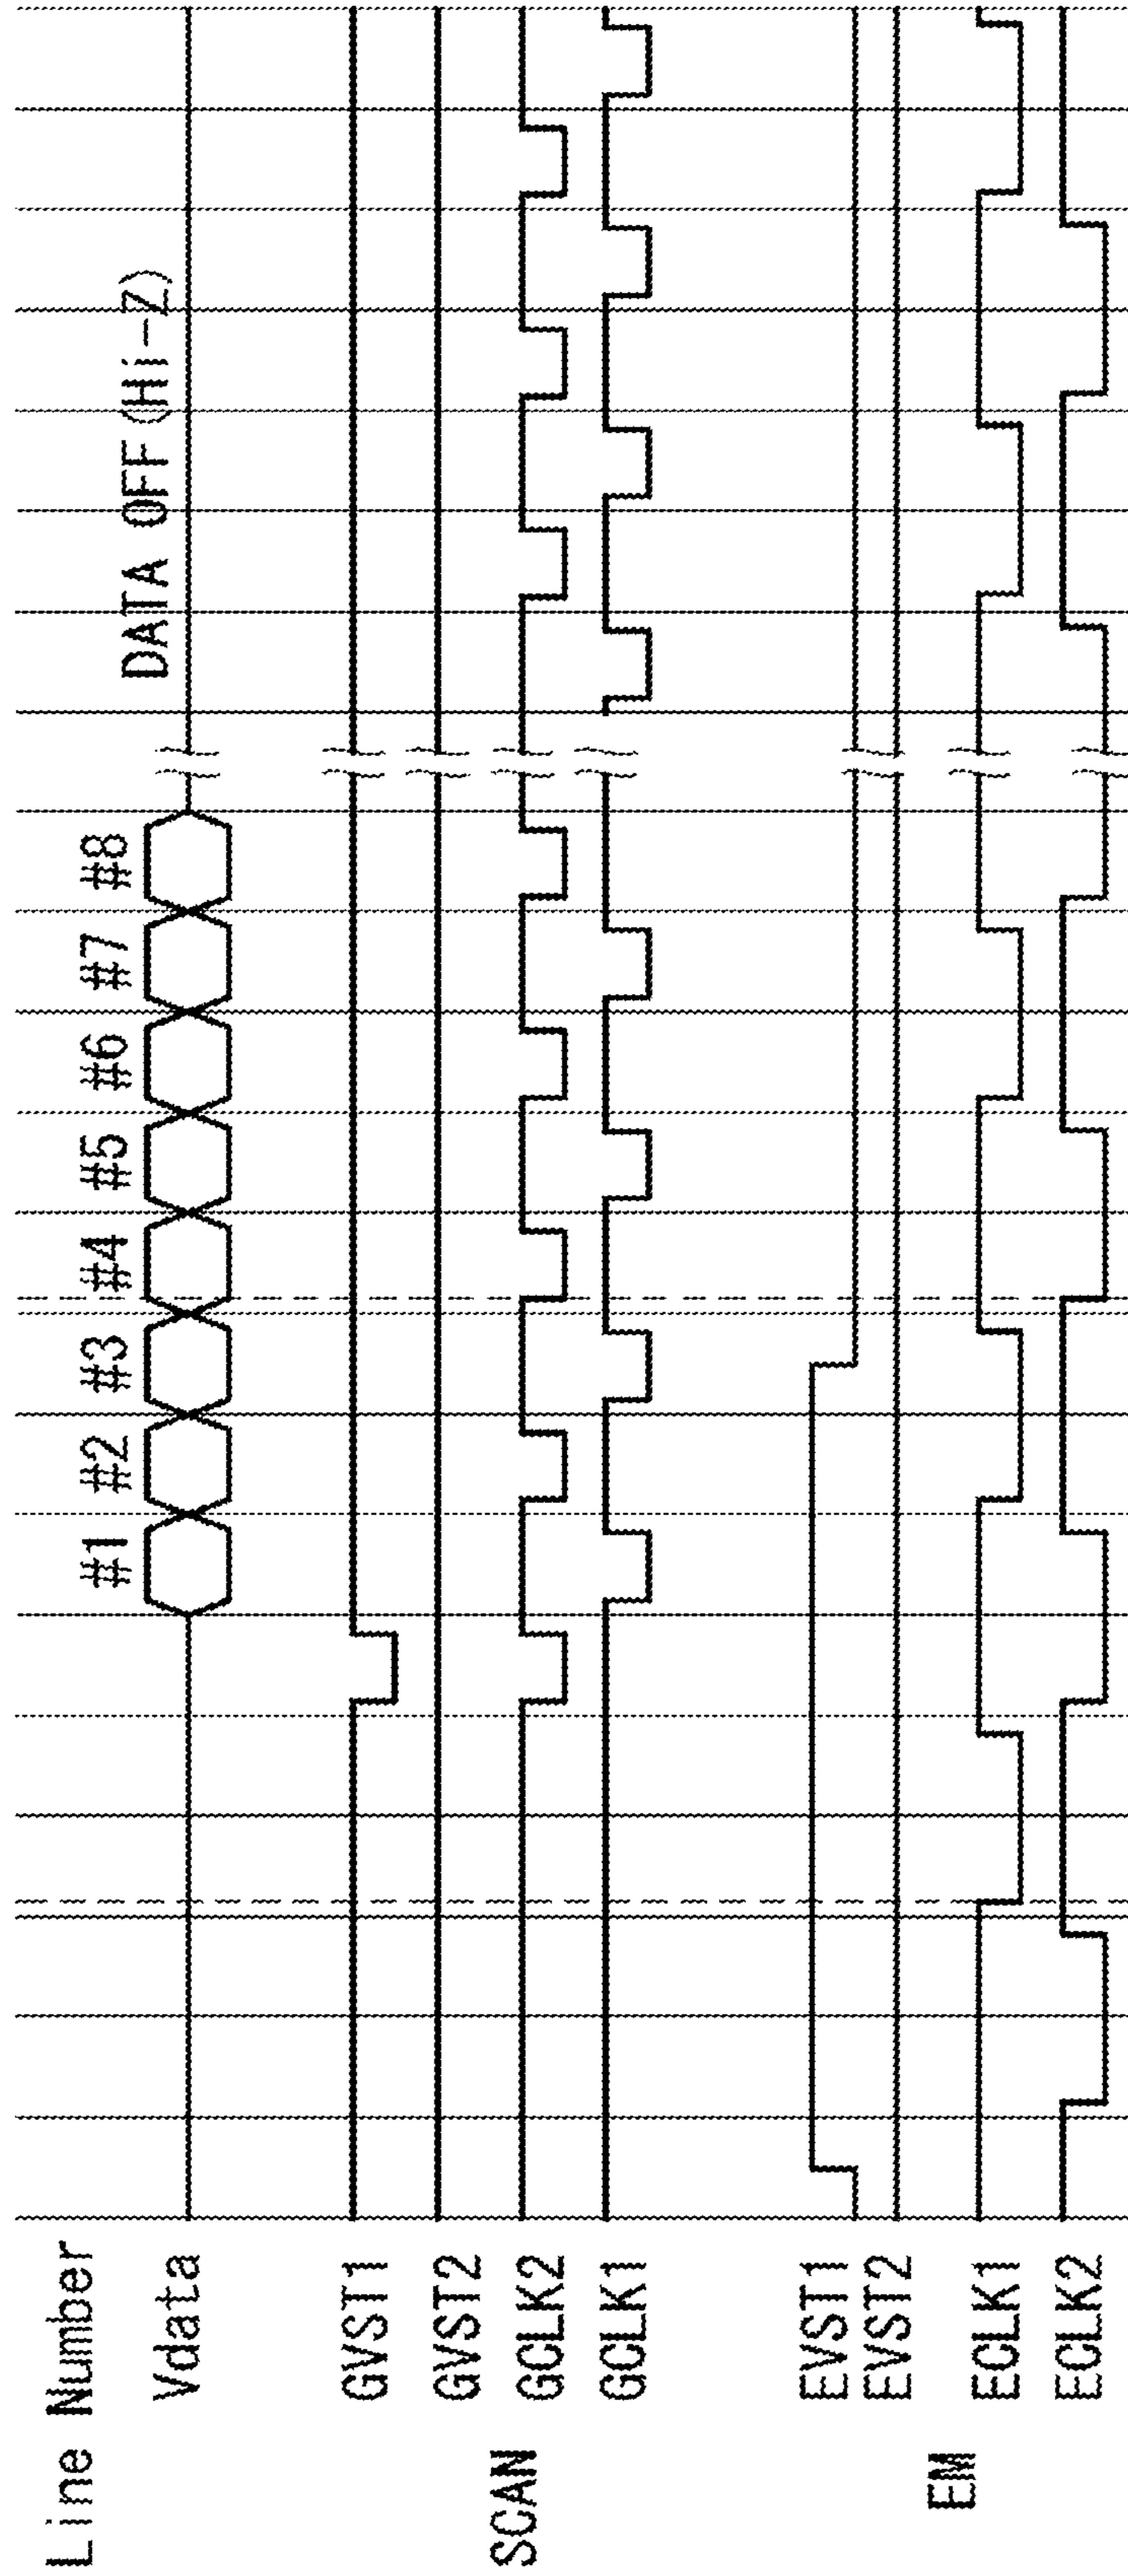 Line Number
#1 #2 #3 #4 #5 #6 #7 #8
Vdata
DATA OFF(Hi-Z)
SCAN
GVST1
GVST2
GCLK2
GCLK1
EM
EVST1
EVST2
ECLK1
ECLK2